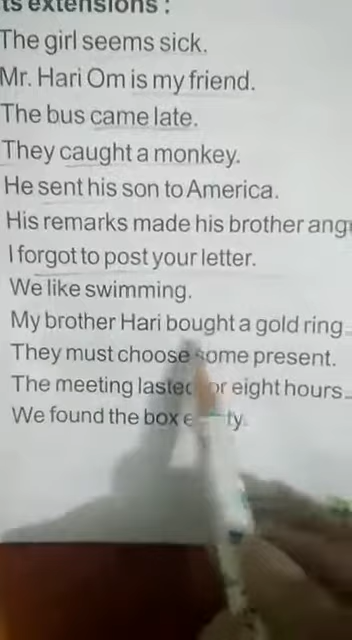 ts extensions :
The girl seems sick.
Mr. Hari Om is my friend.
The bus came late.
They caught a monkey.
He sent his son to America.
His remarks made his brother ang
I forgot to post your letter.
We like swimming.
My brother Hari bought a gold ring
They must choose some present.
The meeting lasted for eight hours
We found the box